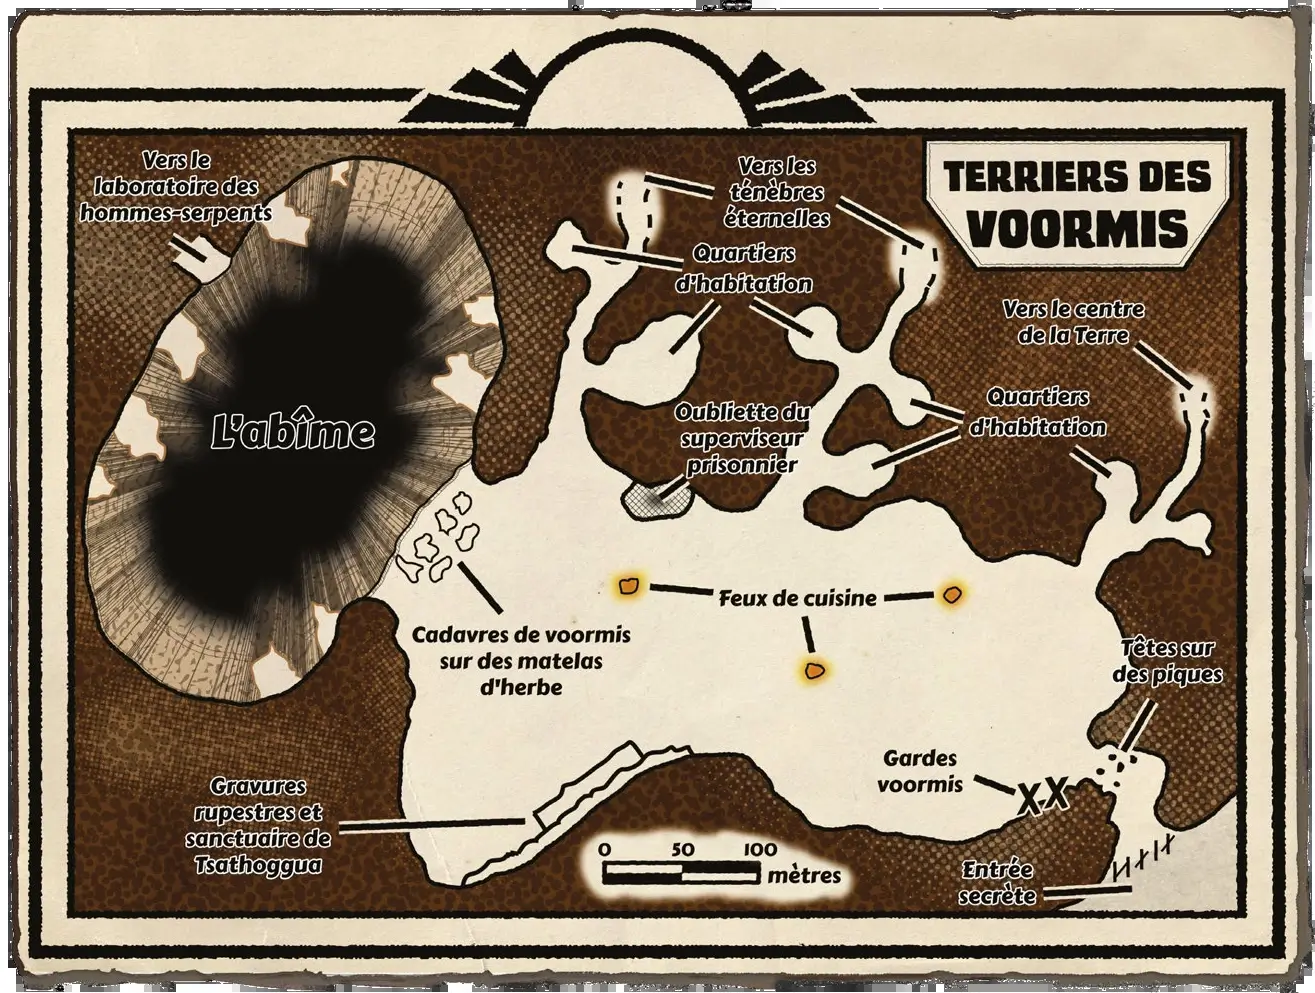 TERRIERS DES
VOORMIS
Vers le
laboratoire des
hommes-serpents
Vers les
ténèbres
éternelles
Quartiers
d'habitation
Vers le centre
de la Terre
Quartiers
d'habitation
L'abîme
Oubliette du
superviseur
prisonnier
Feux de cuisine
Cadavres de voormis
sur des matelas
d'herbe
Têtes sur
des piques
Gardes
voormis
XX
Gravures
rupestres et
sanctuaire de
Tsathoggua
0 50 100
mètres
Entrée
secrète